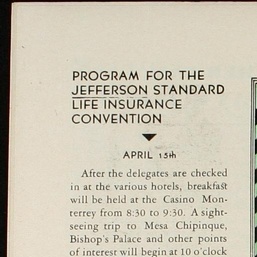 PROGRAM FOR THE
JEFFERSON STANDARD
LIFE INSURANCE
CONVENTION
APRIL 15th
After the delegates are checked
in at the various hotels, breakfast
will be held at the Casino Mon-
terrey from 8:30 to 9:30. A sight-
seeing trip to Mesa Chipinque,
Bishop's Palace and other points
of interest will begin at 10 o'clock